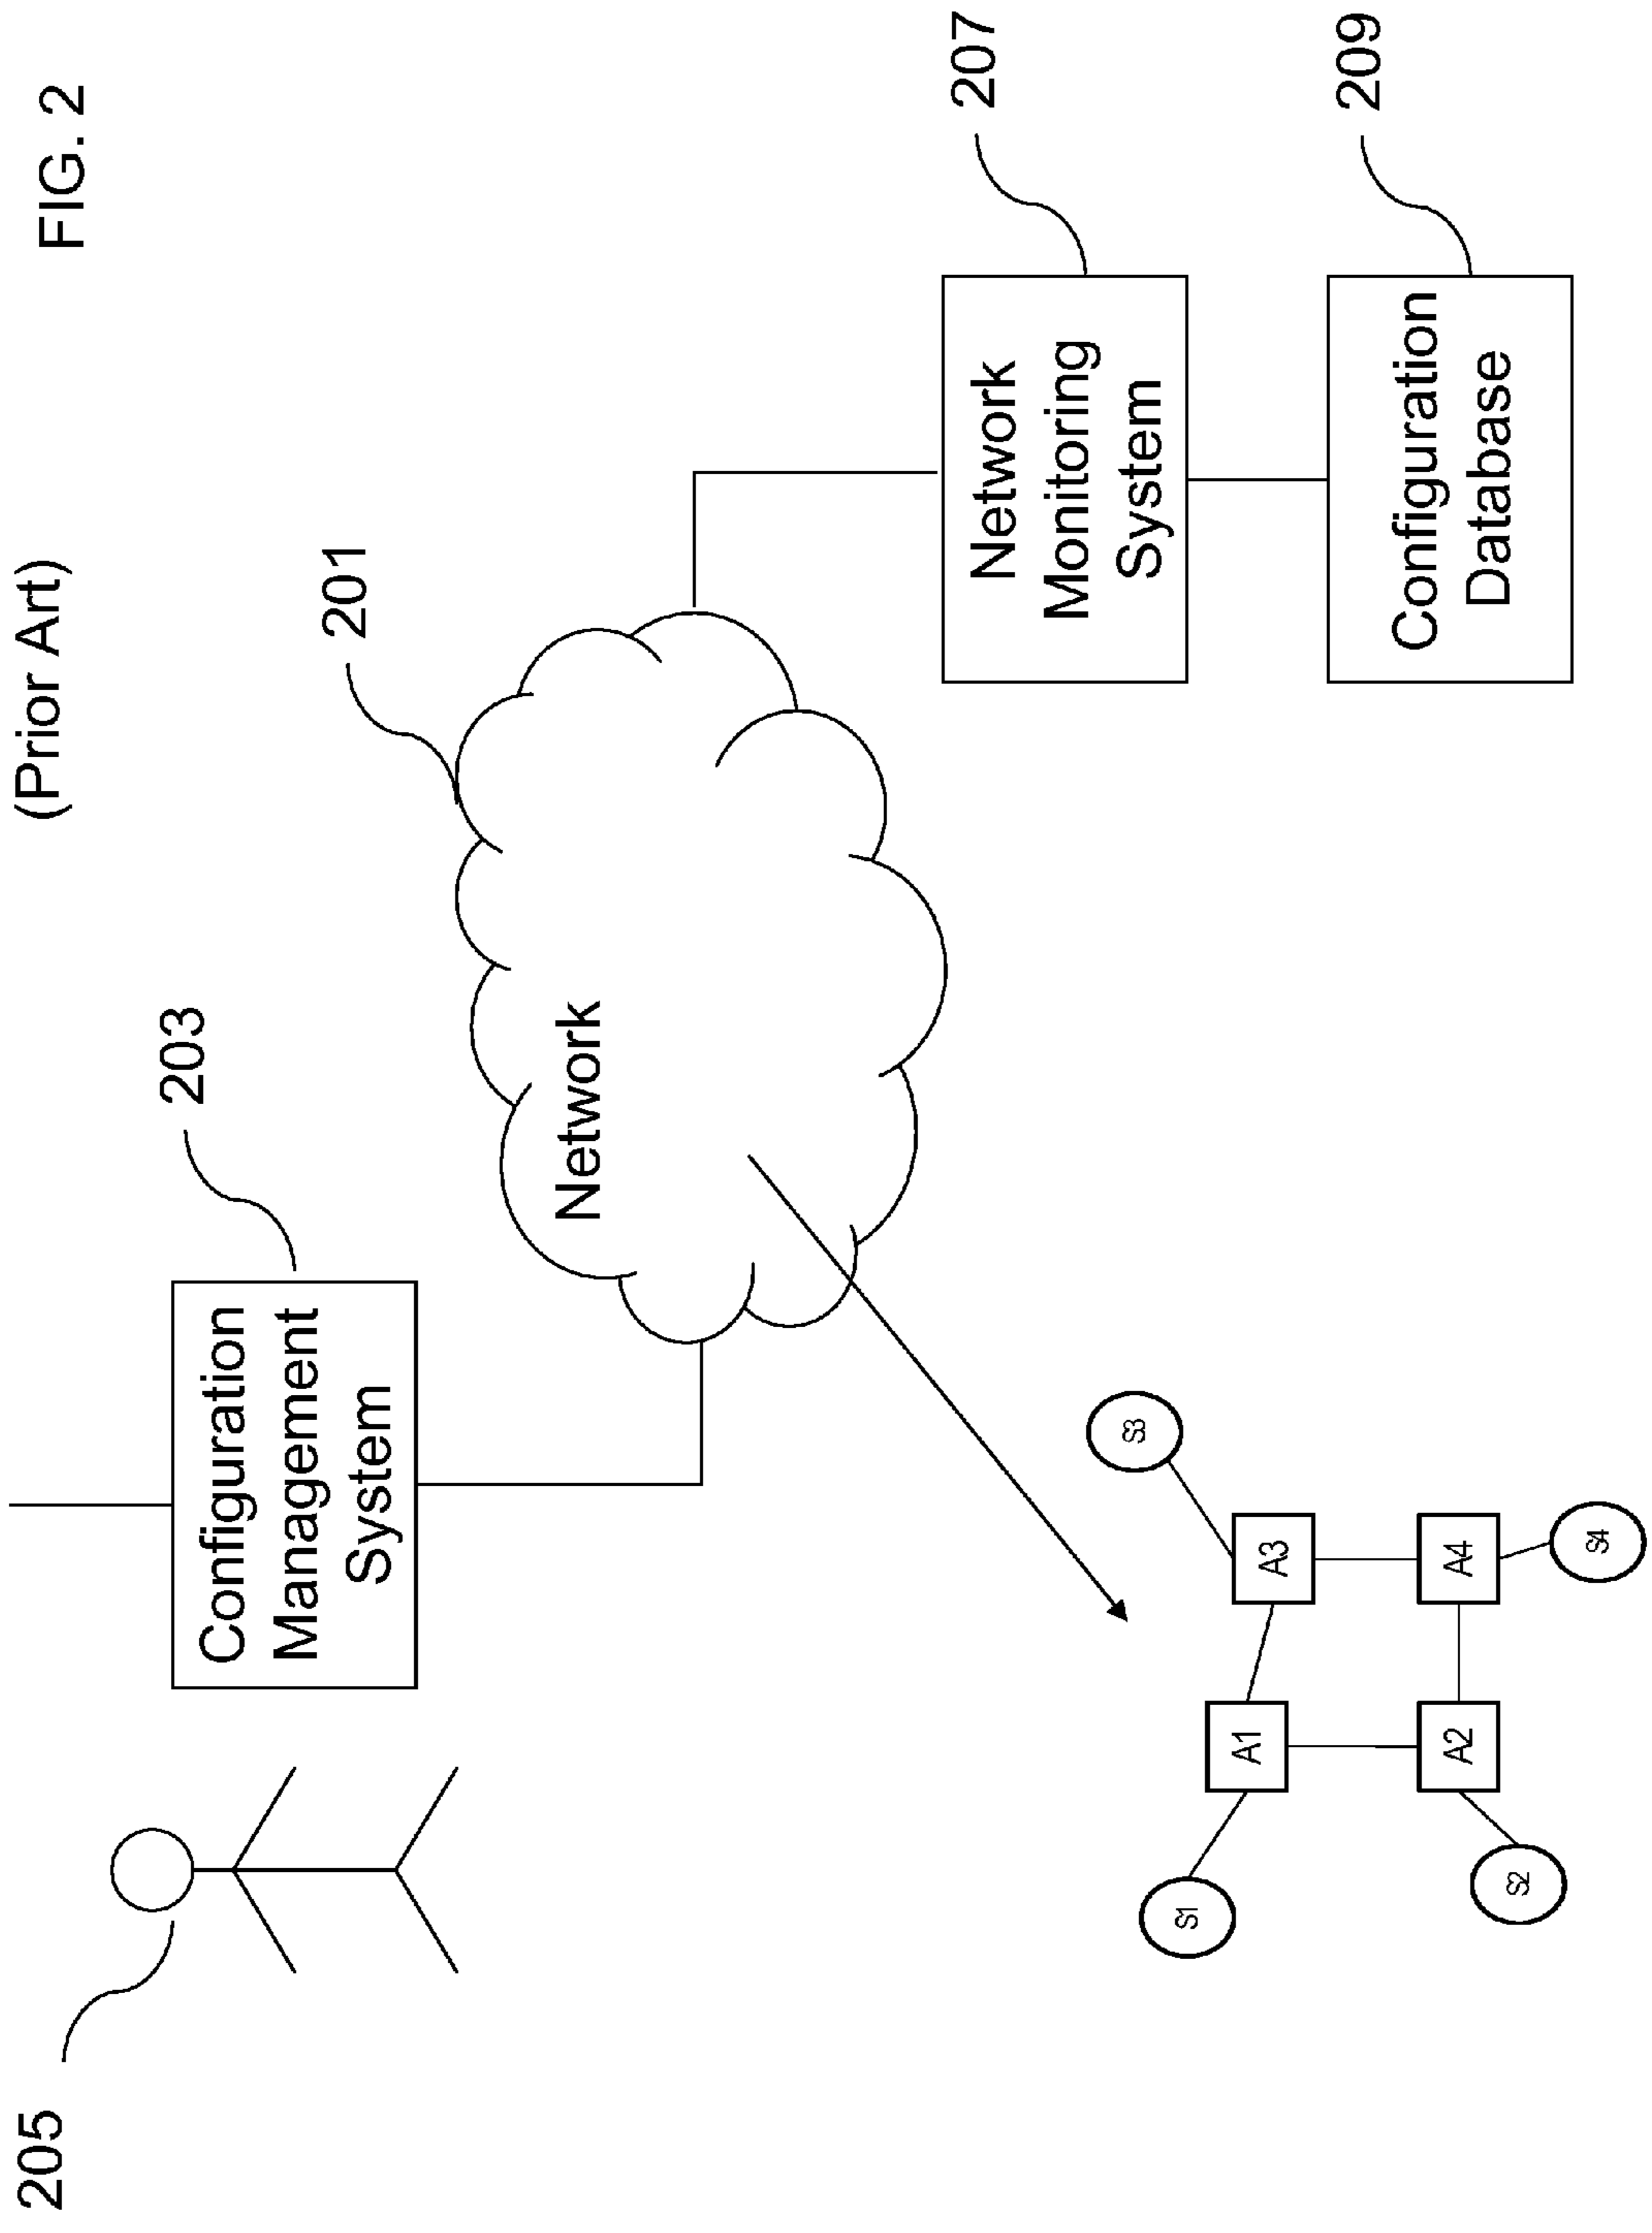 (Prior Art)
FIG. 2
203
Configuration
Management
System
205
201
Network
207
Network
Monitoring
System
209
Configuration
Database
S1
A1
A3
S3
S2
A2
A4
S4